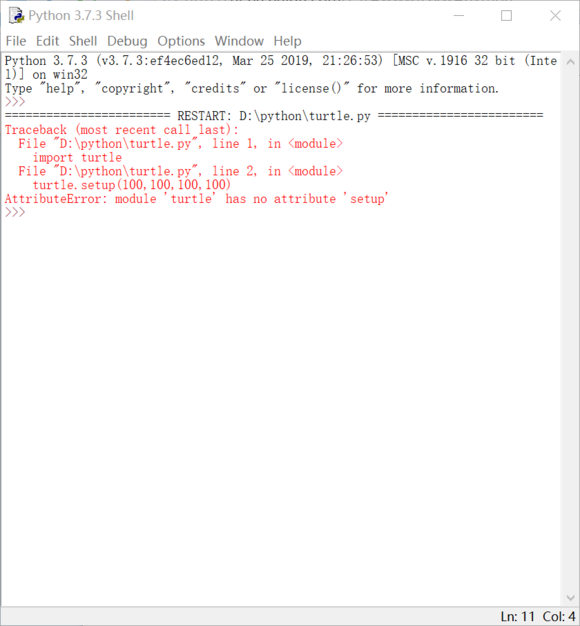 Python 3.7.3 Shell
File Edit Shell Debug Options Window Help
Python 3.7.3 (v3.7.3:ef4ec6ed12, Mar 25 2019, 21:26:53) [MSC v.1916 32 bit (Inte
l)] on win32
Type "help", "copyright", "credits" or "license()" for more information.
>>>
======================== RESTART: D:\python\turtle.py ========================
Traceback (most recent call last):
  File "D:\python\turtle.py", line 1, in <module>
    import turtle
  File "D:\python\turtle.py", line 2, in <module>
    turtle.setup(100,100,100,100)
AttributeError: module 'turtle' has no attribute 'setup'
>>>
Ln: 11 Col: 4